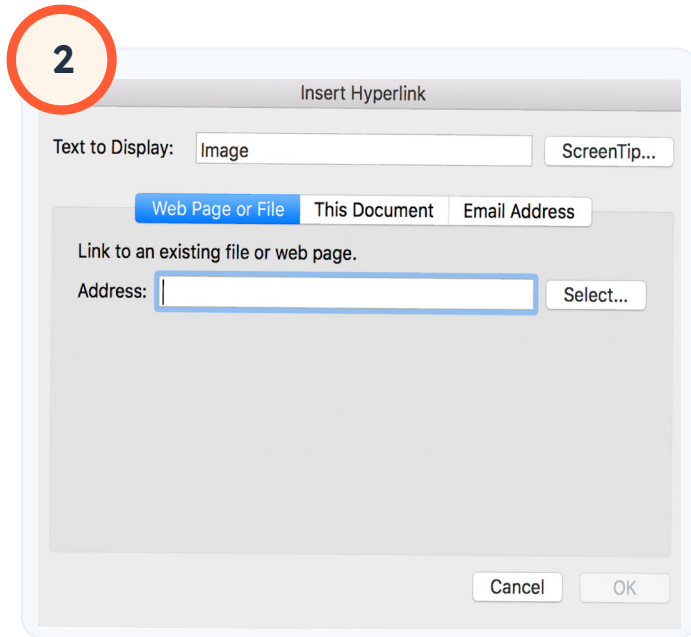 2
Insert Hyperlink
Text to Display: Image ScreenTip...
Web Page or File This Document Email Address
Link to an existing file or web page.
Address: Select...
Cancel OK